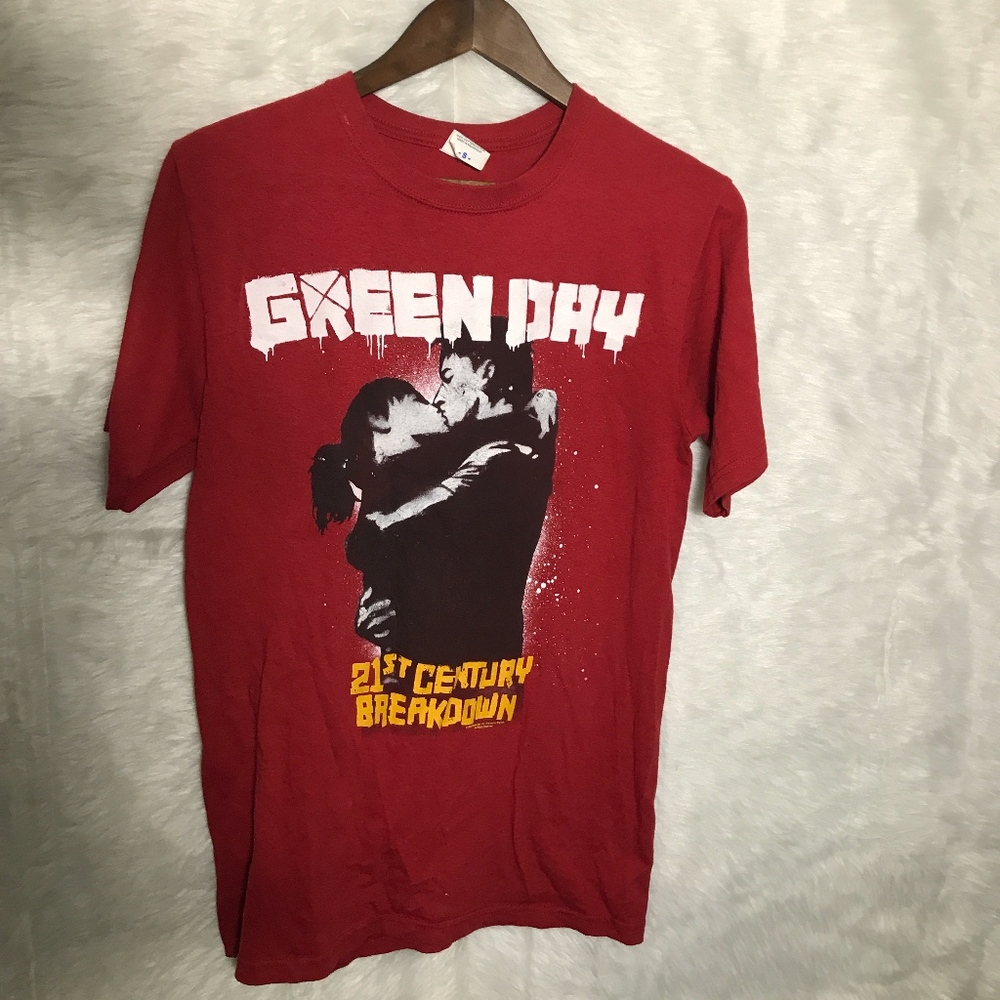 S
GREEN DAY
21ST CENTURY
BREAKDOWN